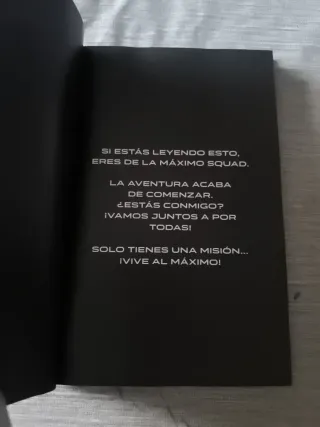 SI ESTÁS LEYENDO ESTO,
ERES DE LA MÁXIMO SQUAD.
LA AVENTURA ACABA
DE COMENZAR.
¿ESTÁS CONMIGO?
¡VAMOS JUNTOS A POR
TODAS!
SOLO TIENES UNA MISIÓN...
¡VIVE AL MÁXIMO!